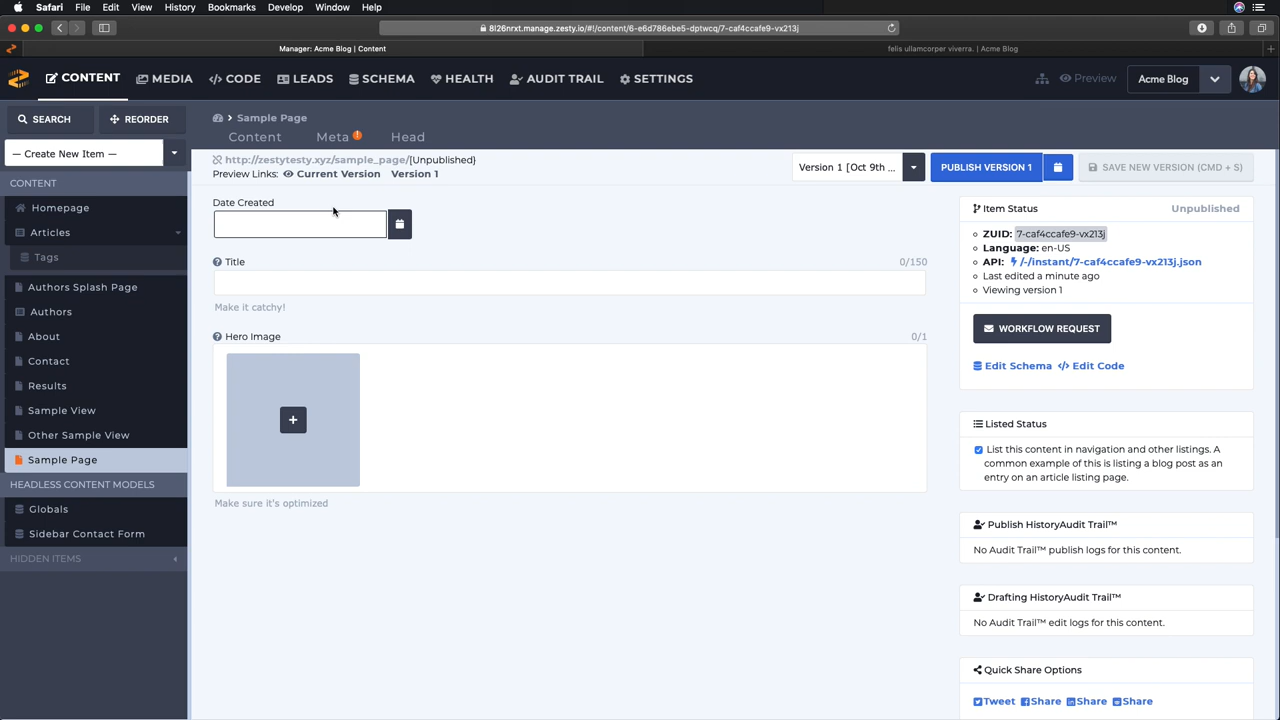 Safari File Edit View History Bookmarks Develop Window Help
8l26nrxt.manage.zesty.io/#!/content/6-e6d786ebe5-dptwcq/7-caf4ccafe9-vx213j
Manager: Acme Blog | Content
felis ullamcorper viverra. | Acme Blog
CONTENT MEDIA CODE LEADS SCHEMA HEALTH AUDIT TRAIL SETTINGS Preview Acme Blog
SEARCH REORDER
— Create New Item —
CONTENT
Homepage
Articles
Tags
Authors Splash Page
Authors
About
Contact
Results
Sample View
Other Sample View
Sample Page
HEADLESS CONTENT MODELS
Globals
Sidebar Contact Form
HIDDEN ITEMS
Sample Page
Content Meta Head
http://zestytesty.xyz/sample_page/[Unpublished}
Preview Links: Current Version Version 1
Version 1 [Oct 9th ...
PUBLISH VERSION 1
SAVE NEW VERSION (CMD + S)
Date Created
Title 0/150
Make it catchy!
Hero Image 0/1
Make sure it's optimized
Item Status Unpublished
ZUID: 7-caf4ccafe9-vx213j
Language: en-US
API: /-/instant/7-caf4ccafe9-vx213j.json
Last edited a minute ago
Viewing version 1
WORKFLOW REQUEST
Edit Schema Edit Code
Listed Status
List this content in navigation and other listings. A
common example of this is listing a blog post as an
entry on an article listing page.
Publish HistoryAudit Trail™
No Audit Trail™ publish logs for this content.
Drafting HistoryAudit Trail™
No Audit Trail™ edit logs for this content.
Quick Share Options
Tweet Share Share Share